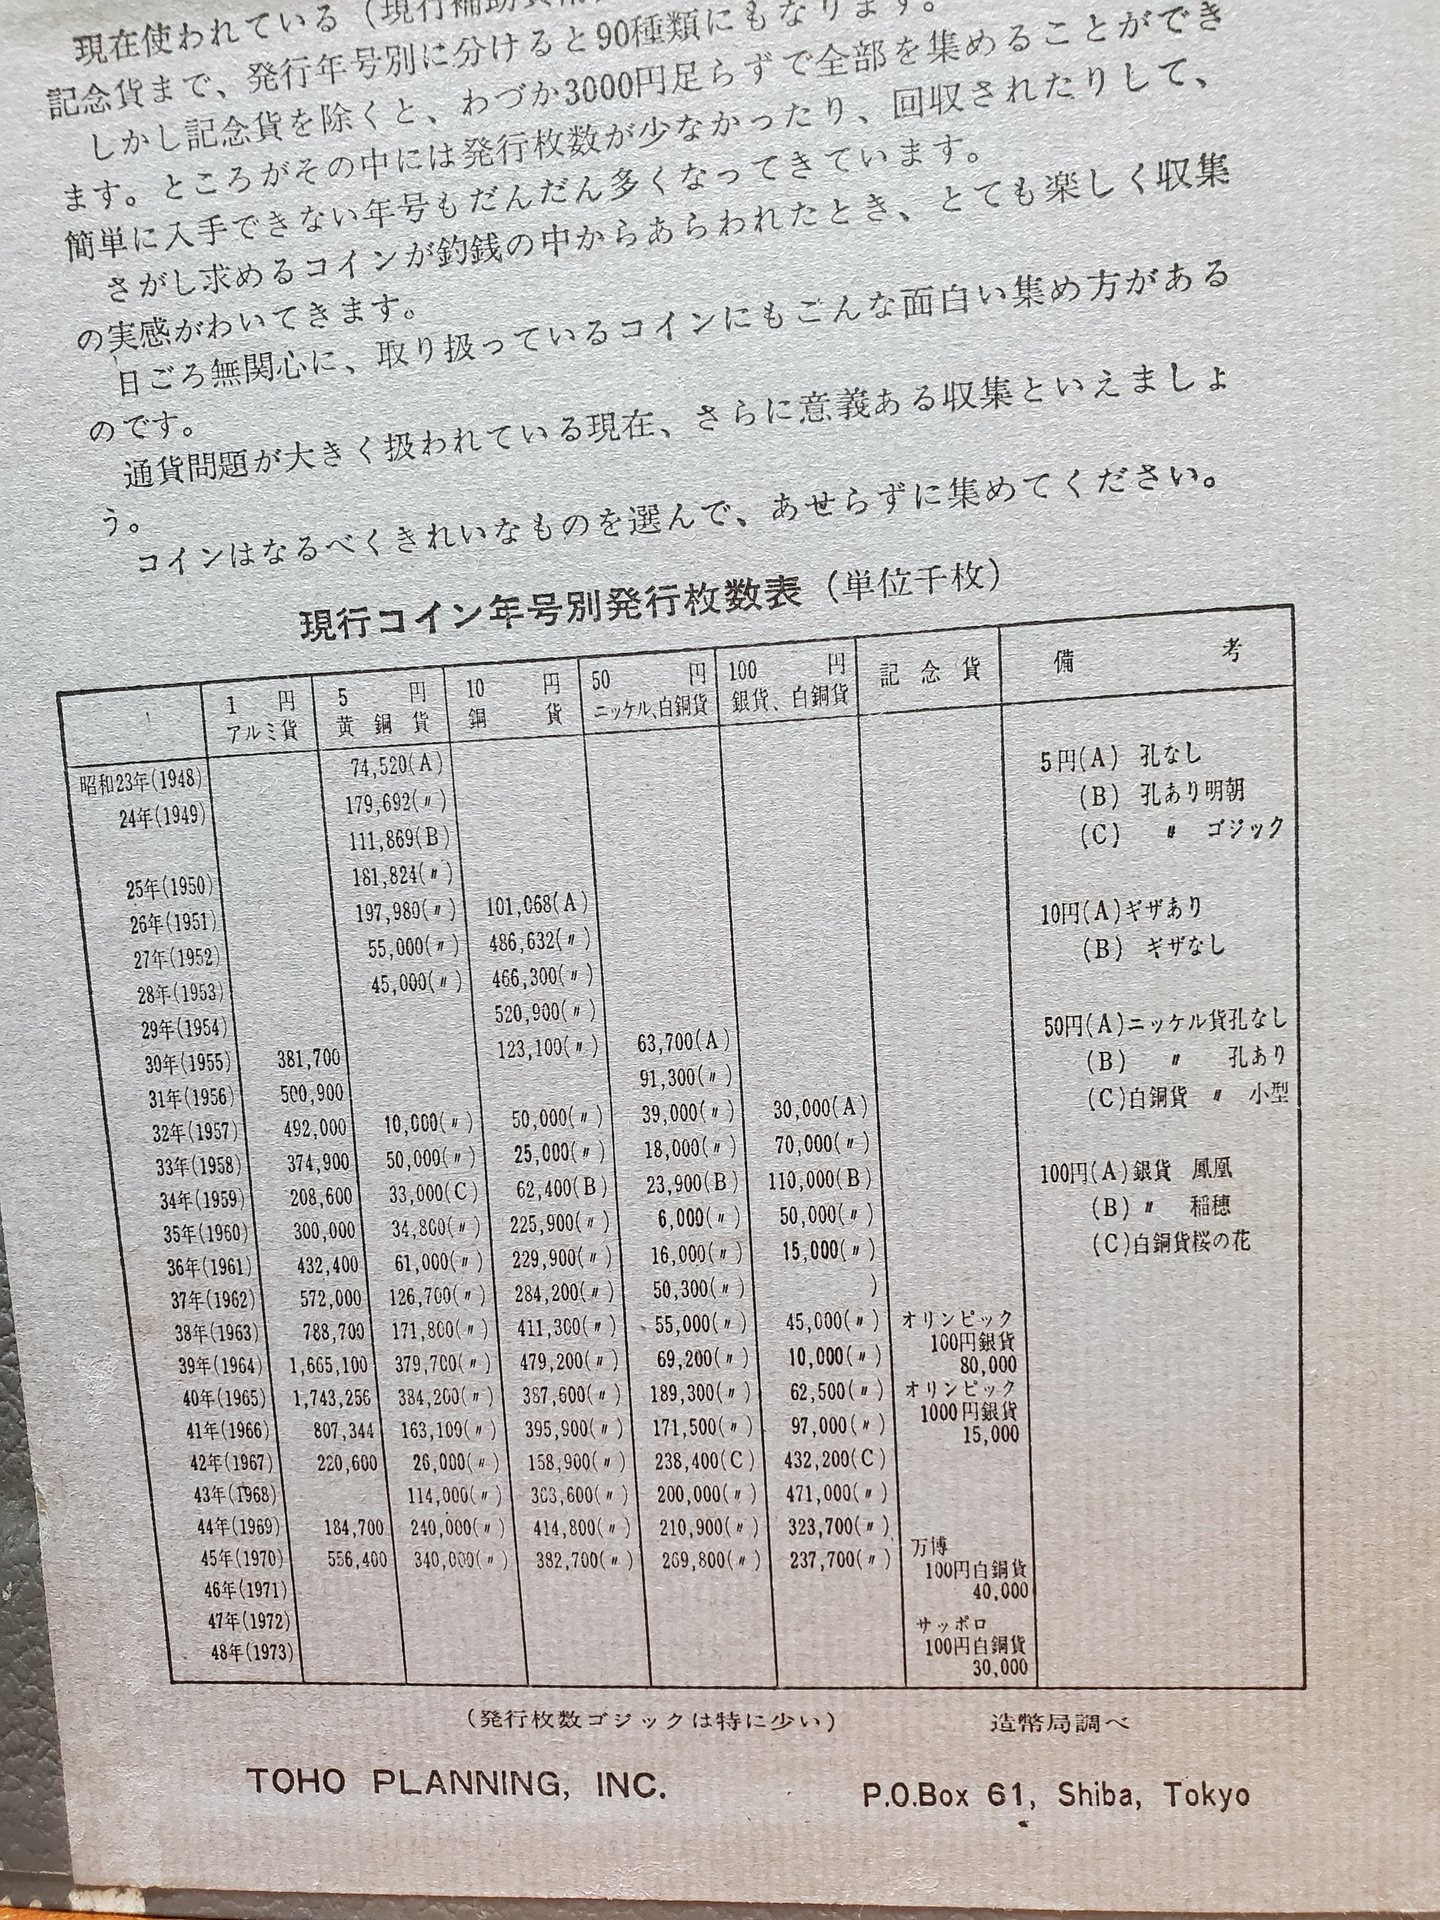 現在使われている（現行補助貨
記念貨まで、発行年号別に分けると90種類にもなります。
しかし記念貨を除くと、わづか3000円足らずで全部を集めることができ
ます。ところがその中には発行枚数が少なかったり、回収されたりして、
簡単に入手できない年号もだんだん多くなってきています。
さがし求めるコインが釣銭の中からあらわれたとき、とても楽しく収集
の実感がわいてきます。
日ごろ無関心に、取り扱っているコインにもごんな面白い集め方がある
のです。
通貨問題が大きく扱われている現在、さらに意義ある収集といえましょ
う。
コインはなるべくきれいなものを選んで、あせらずに集めてください。
現行コイン年号別発行枚数表（単位千枚）
1 円 5 円 10 円 50 円 100 円 記念貨 備 考
アルミ貨 黄銅貨 銅 貨 ニッケル、白銅貨 銀貨、白銅貨
昭和23年(1948) 74,520(A) 5円(A) 孔なし
24年(1949) 179,692(〃) (B) 孔あり明朝
111,869(B) (C) 〃 ゴジック
25年(1950) 181,824(〃)
26年(1951) 197,980(〃) 101,068(A) 10円(A)ギザあり
27年(1952) 55,000(〃) 486,632(〃) (B) ギザなし
28年(1953) 45,000(〃) 466,300(〃)
29年(1954) 520,900(〃) 50円(A)ニッケル貨孔なし
30年(1955) 381,700 123,100(〃) 63,700(A) (B) 〃 孔あり
31年(1956) 500,900 91,300(〃) (C)白銅貨 〃 小型
32年(1957) 492,000 10,000(〃) 50,000(〃) 39,000(〃) 30,000(A)
33年(1958) 374,900 50,000(〃) 25,000(〃) 18,000(〃) 70,000(〃) 100円(A)銀貨 鳳凰
34年(1959) 208,600 33,000(C) 62,400(B) 23,900(B) 110,000(B) (B)〃 稲穂
35年(1960) 300,000 34,800(〃) 225,900(〃) 6,000(〃) 50,000(〃) (C)白銅貨桜の花
36年(1961) 432,400 61,000(〃) 229,900(〃) 16,000(〃) 15,000(〃)
37年(1962) 572,000 126,700(〃) 284,200(〃) 50,300(〃) )
38年(1963) 788,700 171,800(〃) 411,300(〃) 55,000(〃) 45,000(〃) オリンピック
100円銀貨
39年(1964) 1,665,100 379,700(〃) 479,200(〃) 69,200(〃) 10,000(〃) 80,000
40年(1965) 1,743,256 384,200(〃) 387,600(〃) 189,300(〃) 62,500(〃) オリンピック
1000円銀貨
41年(1966) 807,344 163,100(〃) 395,900(〃) 171,500(〃) 97,000(〃) 15,000
42年(1967) 220,600 26,000(〃) 158,900(〃) 238,400(C) 432,200(C)
43年(1968) 114,000(〃) 363,600(〃) 200,000(〃) 471,000(〃)
44年(1969) 184,700 240,000(〃) 414,800(〃) 210,900(〃) 323,700(〃)
45年(1970) 556,400 340,000(〃) 382,700(〃) 269,800(〃) 237,700(〃) 万博
100円白銅貨
46年(1971) 40,000
47年(1972) サッポロ
48年(1973) 100円白銅貨
30,000
(発行枚数ゴジックは特に少い) 造幣局調べ
TOHO PLANNING, INC. P.O.Box 61, Shiba, Tokyo